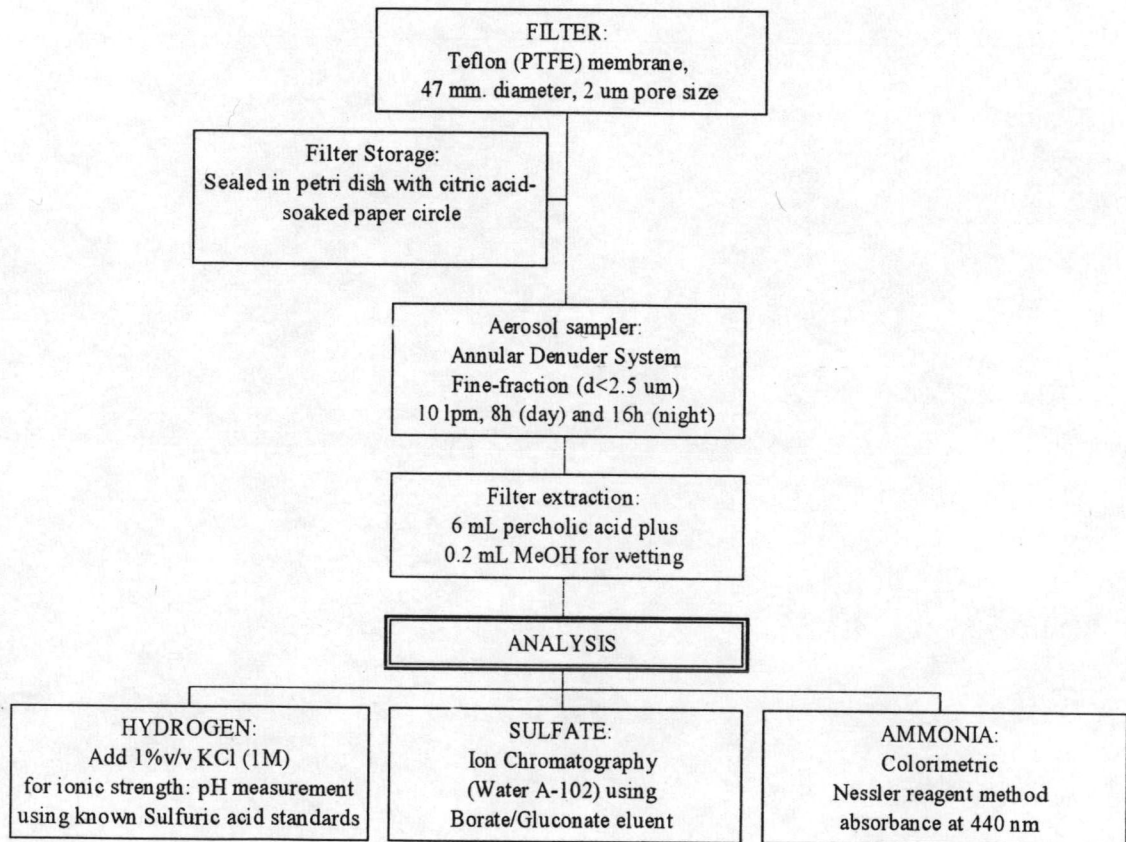 FILTER:
Teflon (PTFE) membrane,
47 mm. diameter, 2 um pore size
Filter Storage:
Sealed in petri dish with citric acid-
soaked paper circle
Aerosol sampler:
Annular Denuder System
Fine-fraction (d<2.5 um)
10 lpm, 8h (day) and 16h (night)
Filter extraction:
6 mL percholic acid plus
0.2 mL MeOH for wetting
ANALYSIS
HYDROGEN:
Add 1%v/v KCl (1M)
for ionic strength: pH measurement
using known Sulfuric acid standards
SULFATE:
Ion Chromatography
(Water A-102) using
Borate/Gluconate eluent
AMMONIA:
Colorimetric
Nessler reagent method
absorbance at 440 nm